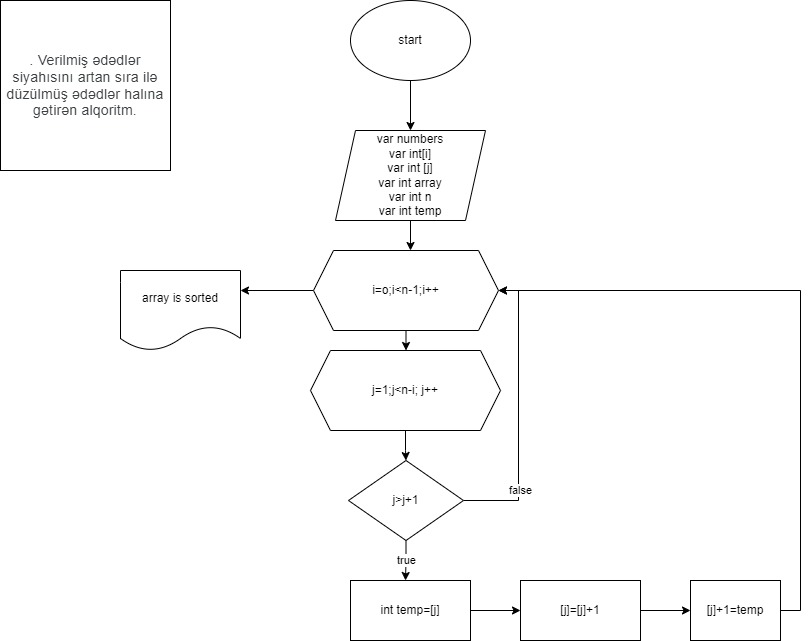 . Verilmiş ədədlər
siyahısını artan sıra ilə
düzülmüş ədədlər halına
gətirən alqoritm.
start
var numbers
var int[i]
var int [j]
var int array
var int n
var int temp
i=o;i<n-1;i++
array is sorted
j=1;j<n-i; j++
j>j+1
false
true
int temp=[j]
[j]=[j]+1
[j]+1=temp